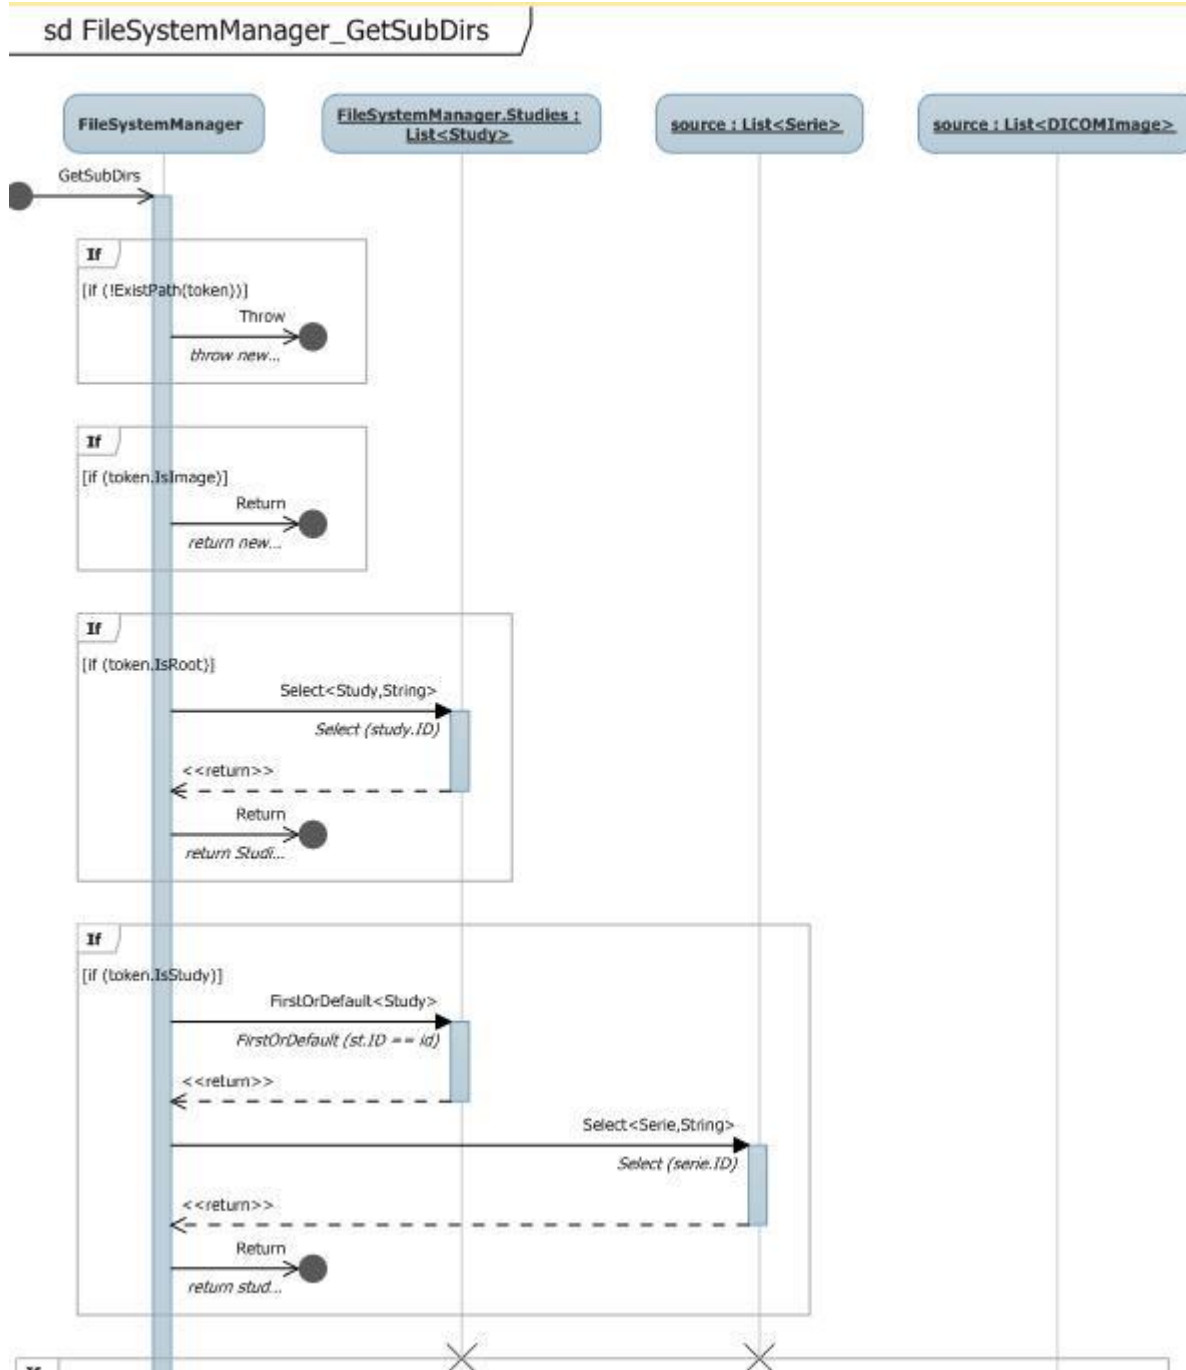 sd FileSystemManager_GetSubDirs
FileSystemManager
FileSystemManager.Studies :
List<Study>
source : List<Serie>
source : List<DICOMImage>
GetSubDirs
If
[if (!ExistPath(token))]
Throw
throw new...
If
[if (token.IsImage)]
Return
return new...
If
[if (token.IsRoot)]
Select<Study,String>
Select (study.ID)
<<return>>
Return
return Studi...
If
[if (token.IsStudy)]
FirstOrDefault<Study>
FirstOrDefault (st.ID == id)
<<return>>
Select<Serie,String>
Select (serie.ID)
<<return>>
Return
return stud...